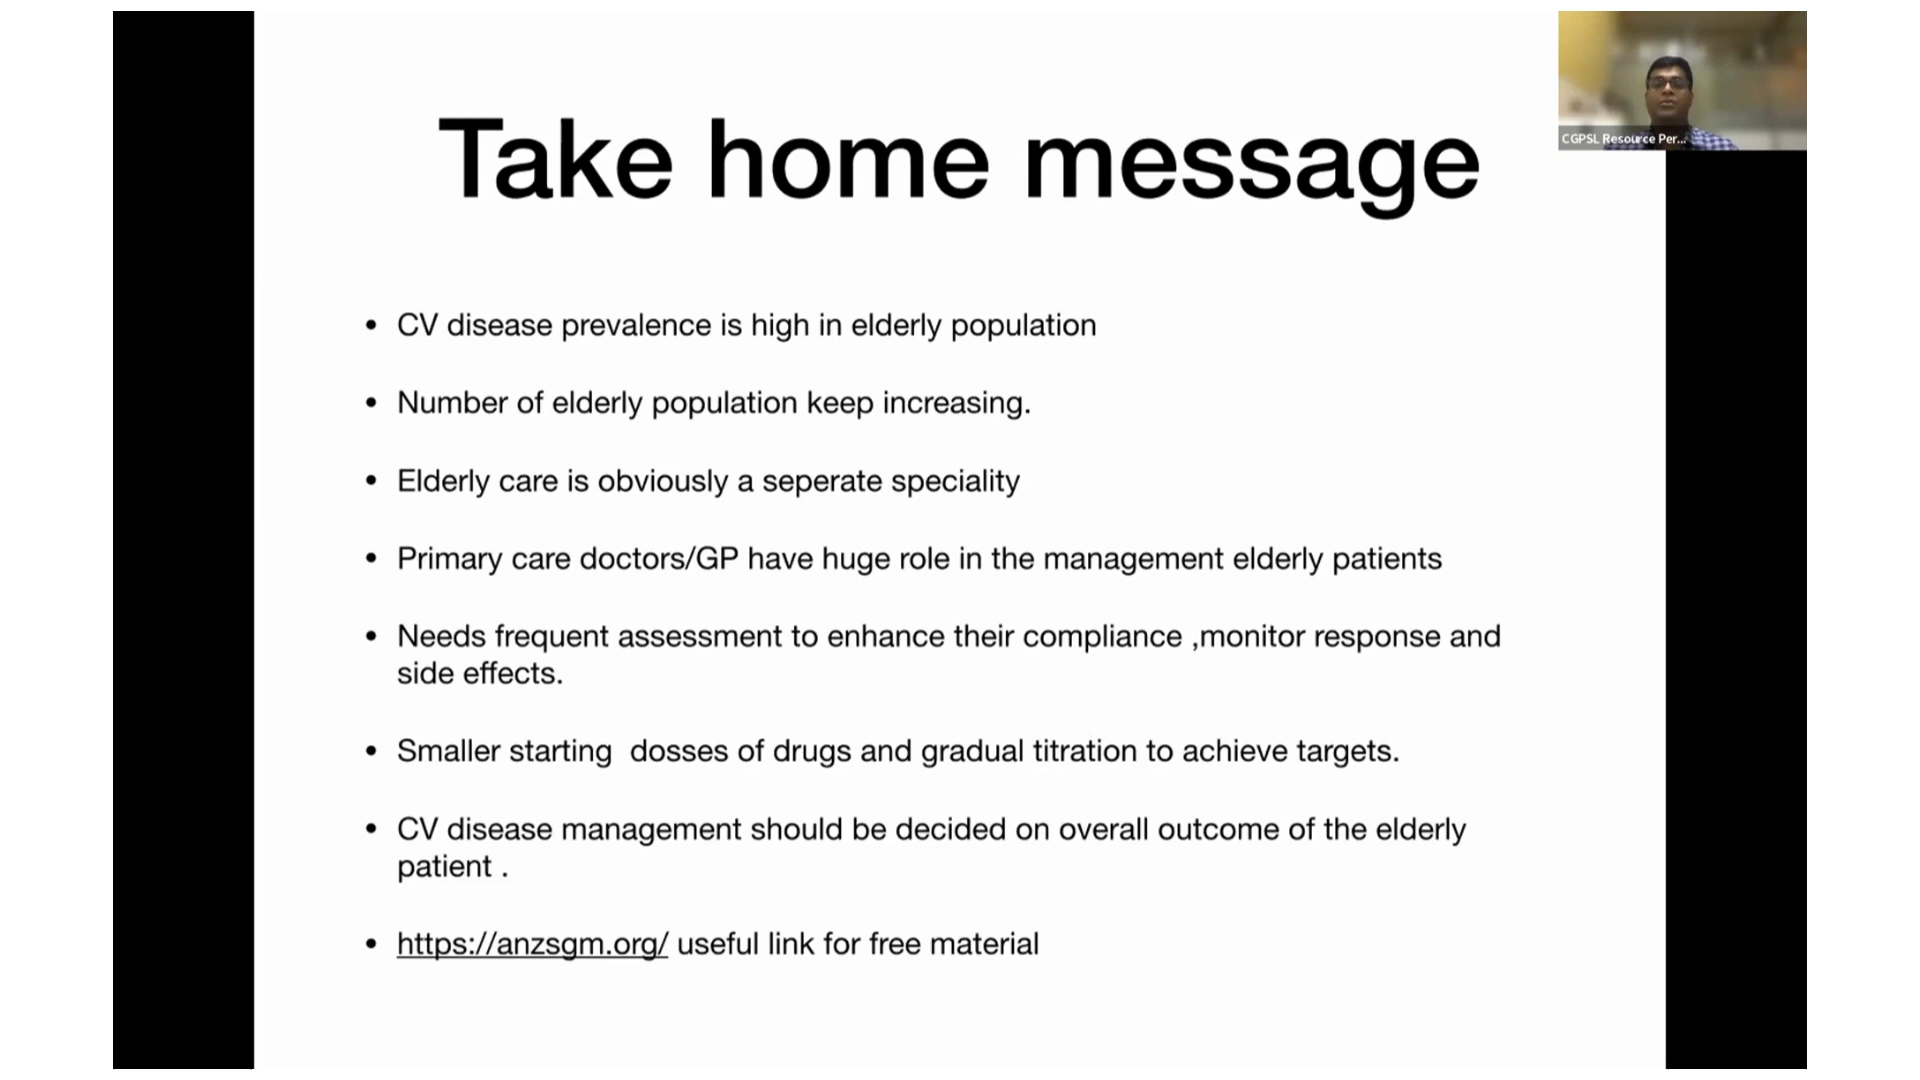 Take home message
CGPSL Resource Per...
• CV disease prevalence is high in elderly population
• Number of elderly population keep increasing.
• Elderly care is obviously a seperate speciality
• Primary care doctors/GP have huge role in the management elderly patients
• Needs frequent assessment to enhance their compliance ,monitor response and
side effects.
• Smaller starting  dosses of drugs and gradual titration to achieve targets.
• CV disease management should be decided on overall outcome of the elderly
patient .
• https://anzsgm.org/ useful link for free material